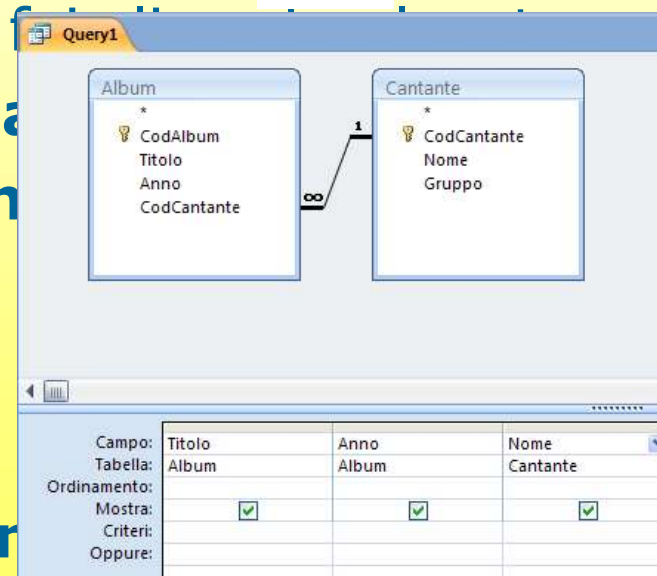 Query1
Album
*
CodAlbum
Titolo
Anno
CodCantante
Cantante
*
CodCantante
Nome
Gruppo
1
∞
Campo: Titolo Anno Nome
Tabella: Album Album Cantante
Ordinamento:
Mostra:
Criteri:
Oppure: